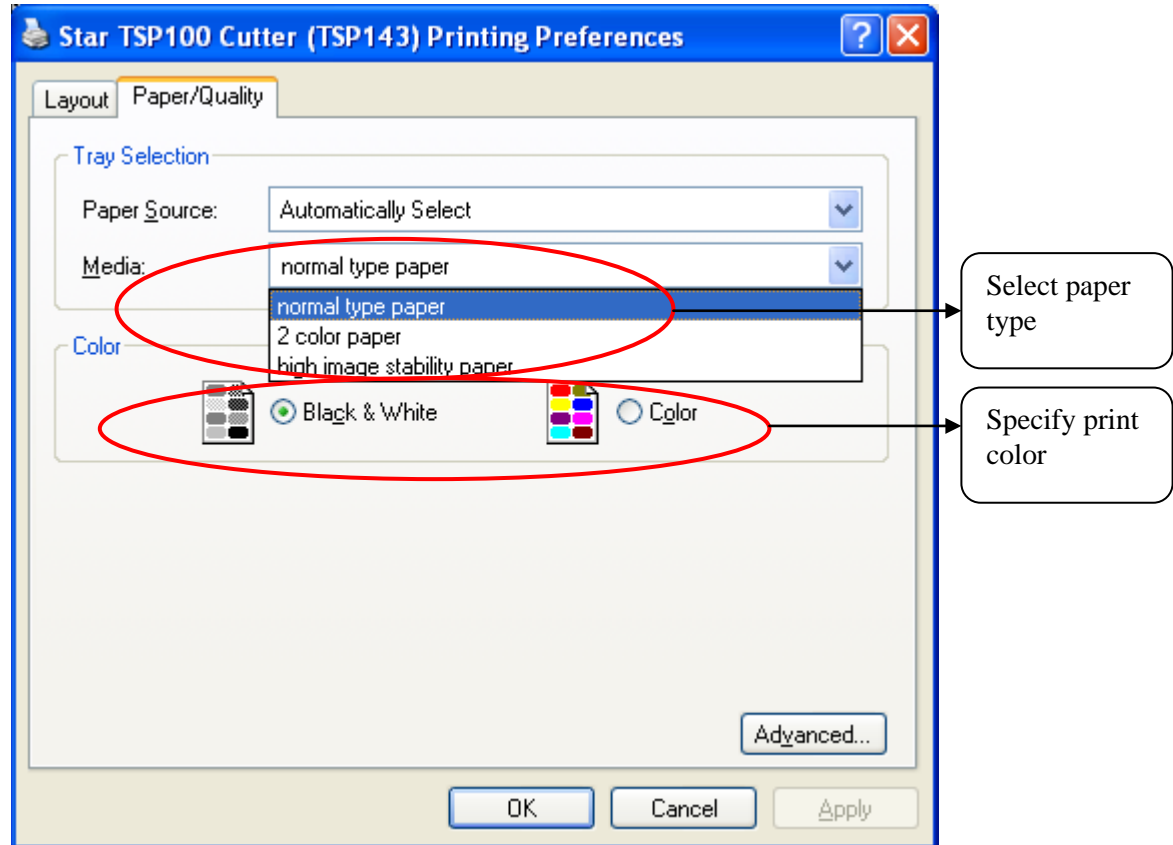 Star TSP100 Cutter (TSP143) Printing Preferences
Layout Paper/Quality
Tray Selection
Paper Source: Automatically Select
Media: normal type paper
normal type paper
2 color paper
high image stability paper
Color
Black & White Color
Select paper
type
Specify print
color
Advanced...
OK Cancel Apply